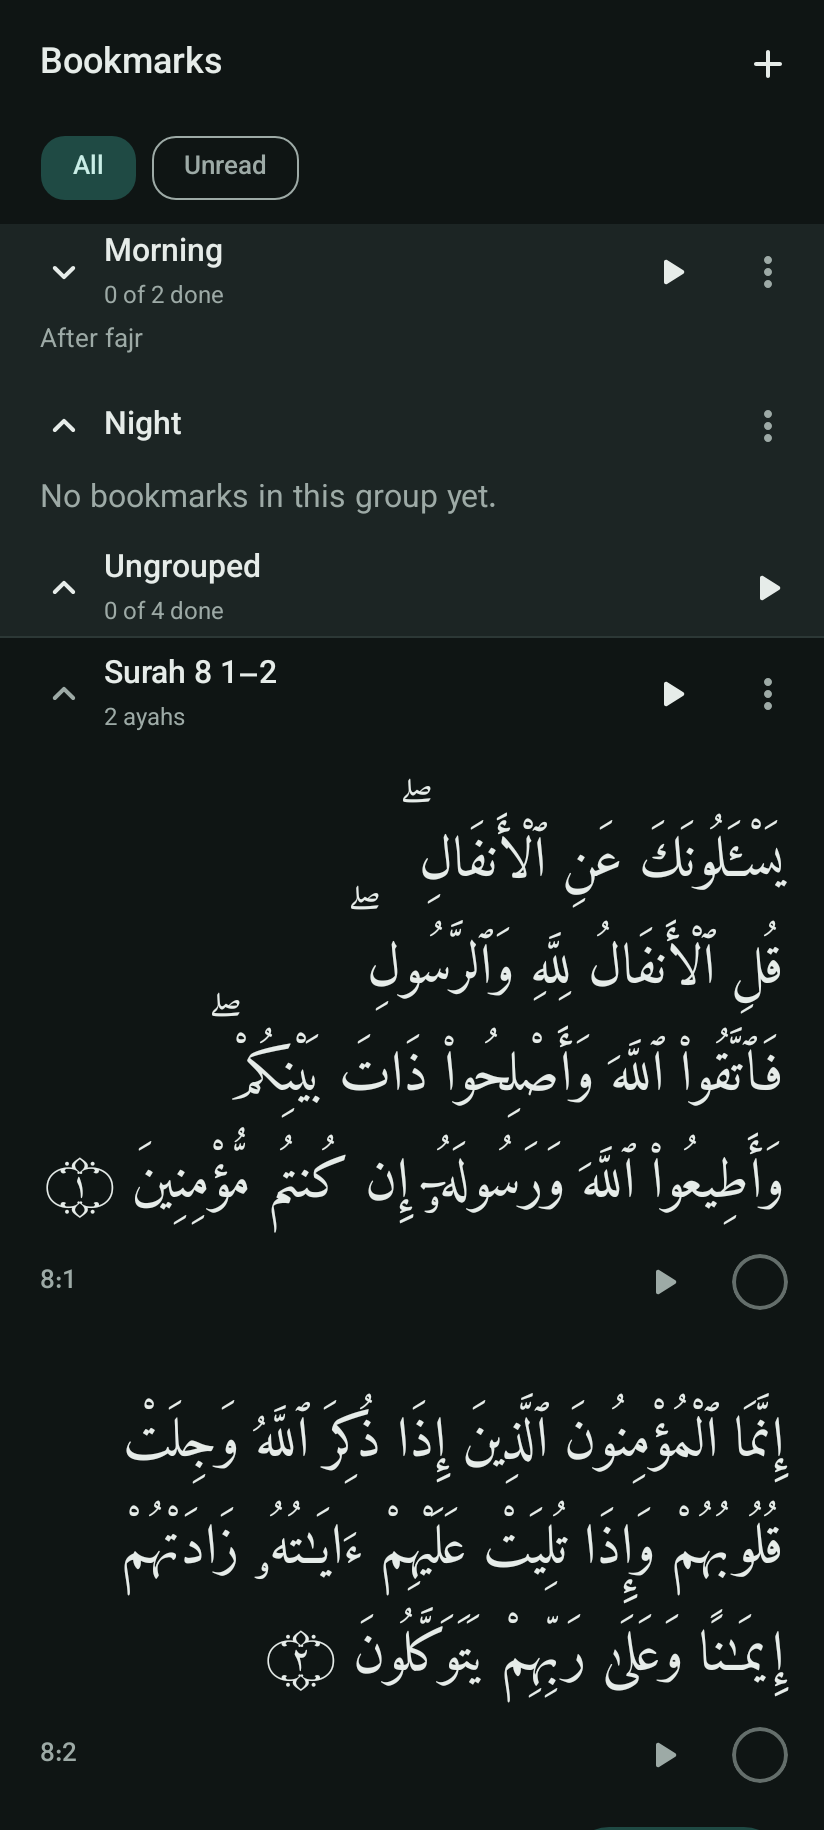 Bookmarks
All
Unread
Morning
0 of 2 done
After fajr
Night
No bookmarks in this group yet.
Ungrouped
0 of 4 done
Surah 8 1–2
2 ayahs
يَسْـَٔلُونَكَ عَنِ ٱلْأَنفَالِ ۖ
قُلِ ٱلْأَنفَالُ لِلَّهِ وَٱلرَّسُولِ ۖ
فَٱتَّقُوا۟ ٱللَّهَ وَأَصْلِحُوا۟ ذَاتَ بَيْنِكُمْ ۖ
وَأَطِيعُوا۟ ٱللَّهَ وَرَسُولَهُۥٓ إِن كُنتُم مُّؤْمِنِينَ ١
8:1
إِنَّمَا ٱلْمُؤْمِنُونَ ٱلَّذِينَ إِذَا ذُكِرَ ٱللَّهُ وَجِلَتْ
قُلُوبُهُمْ وَإِذَا تُلِيَتْ عَلَيْهِمْ ءَايَـٰتُهُۥ زَادَتْهُمْ
إِيمَـٰنًا وَعَلَىٰ رَبِّهِمْ يَتَوَكَّلُونَ ٢
8:2